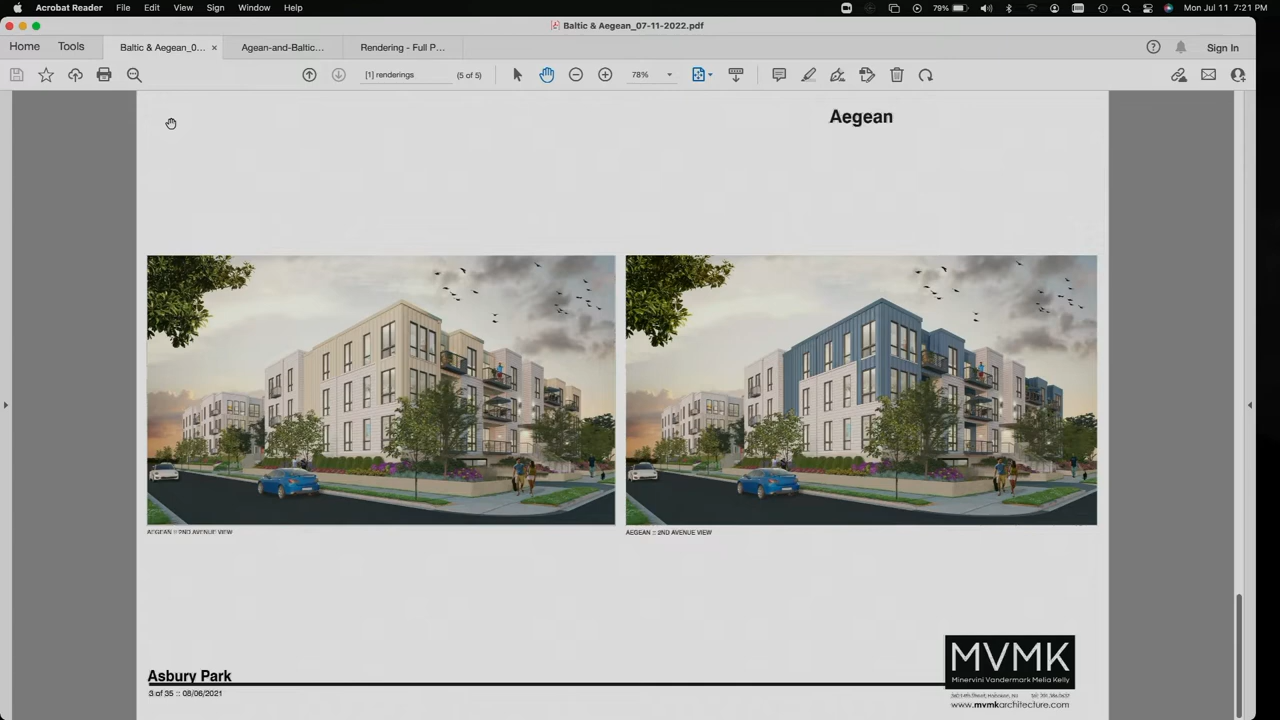 Acrobat Reader File Edit View Sign Window Help 79% Mon Jul 11 7:21 PM
Baltic & Aegean_07-11-2022.pdf
Home Tools Baltic & Aegean_0... × Agean-and-Baltic... Rendering - Full P... Sign In
[1] renderings (5 of 5) 78%
Aegean
AEGEAN :: 2ND AVENUE VIEW AEGEAN :: 2ND AVENUE VIEW
Asbury Park
3 of 35 :: 08/06/2021
MVMK
Minervini Vandermark Melia Kelly
www.mvmkarchitecture.com